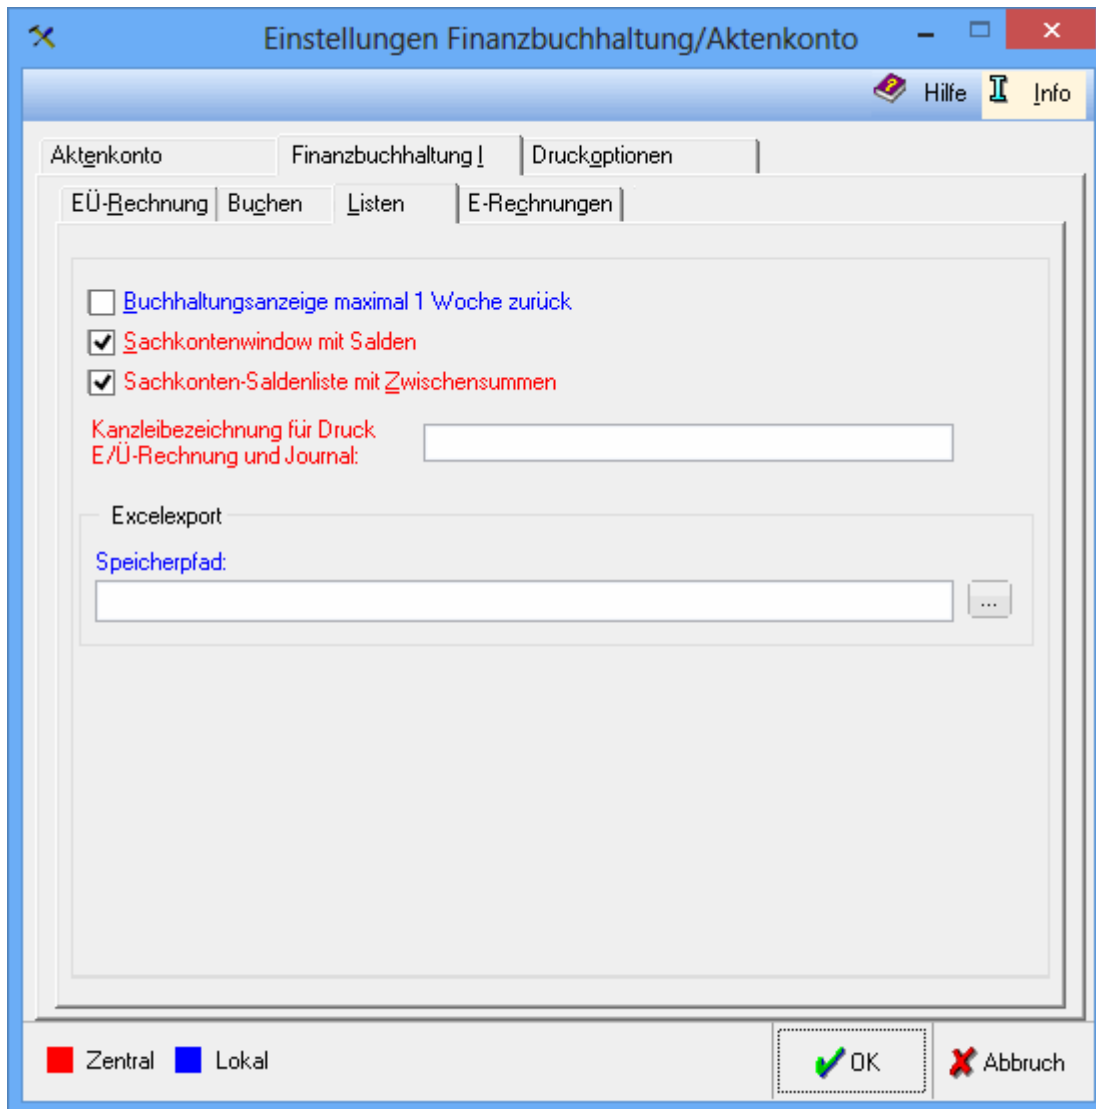 Einstellungen Finanzbuchhaltung/Aktenkonto
Hilfe Info
Aktenkonto Finanzbuchhaltung I Druckoptionen
EÜ-Rechnung Buchen Listen E-Rechnungen
Buchhaltungsanzeige maximal 1 Woche zurück
Sachkontenwindow mit Salden
Sachkonten-Saldenliste mit Zwischensummen
Kanzleibezeichnung für Druck
E/Ü-Rechnung und Journal:
Excelexport
Speicherpfad:
...
Zentral Lokal OK Abbruch